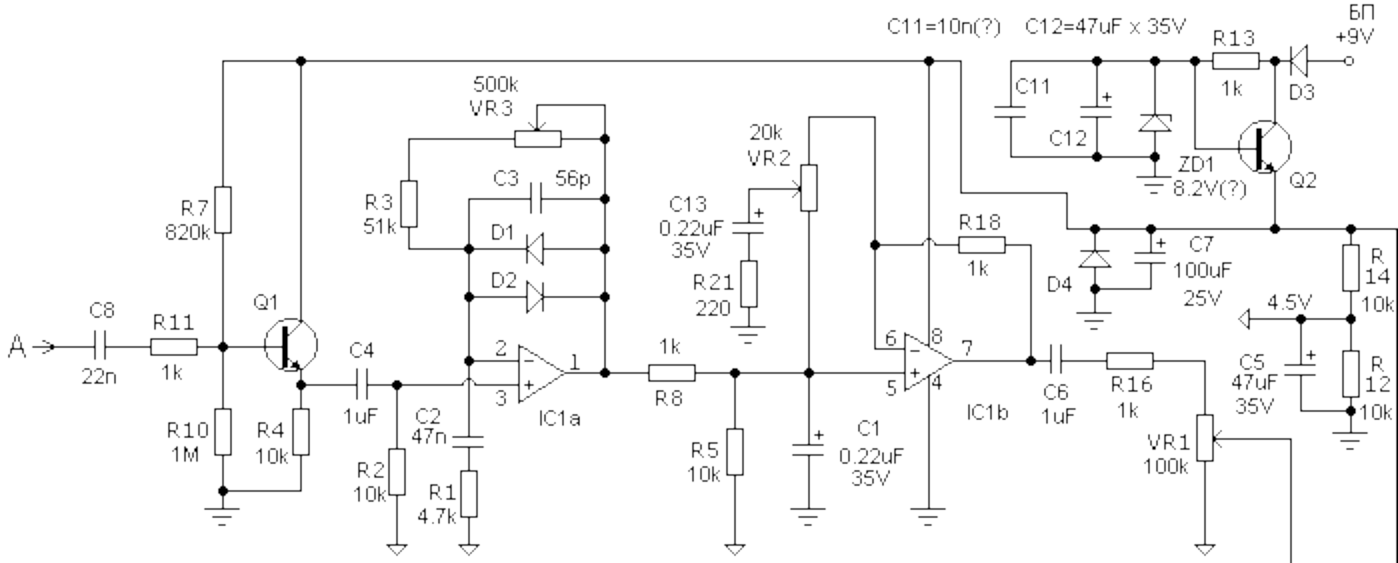 C11=10n(?) C12=47uF x 35V
БП
+9V
R13
1k
D3
C11
C12
ZD1
8.2V(?)
Q2
500k
VR3
20k
VR2
R7
820k
R3
51k
C3 56p
D1
D2
C13
0.22uF
35V
R21
220
R18
1k
D4
C7
100uF
25V
R
14
10k
4.5V
C5
47uF
35V
R
12
10k
А
C8
22n
R11
1k
Q1
C4
1uF
2
3
1
IC1a
1k
R8
6
5
8
4
7
IC1b
C6
1uF
R16
1k
R10
1M
R4
10k
R2
10k
C2
47n
R1
4.7k
R5
10k
C1
0.22uF
35V
VR1
100k